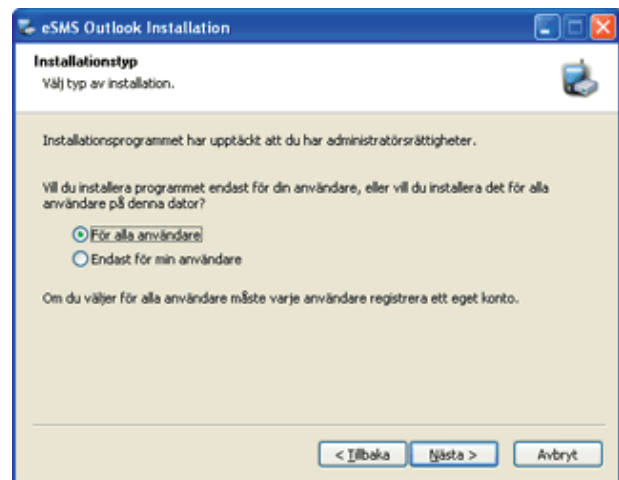 eSMS Outlook Installation
Installationstyp
Välj typ av installation.
Installationsprogrammet har upptäckt att du har administratörsrättigheter.
Vill du installera programmet endast för din användare, eller vill du installera det för alla
användare på denna dator?
För alla användare
Endast för min användare
Om du väljer för alla användare måste varje användare registrera ett eget konto.
< Tillbaka Nästa > Avbryt